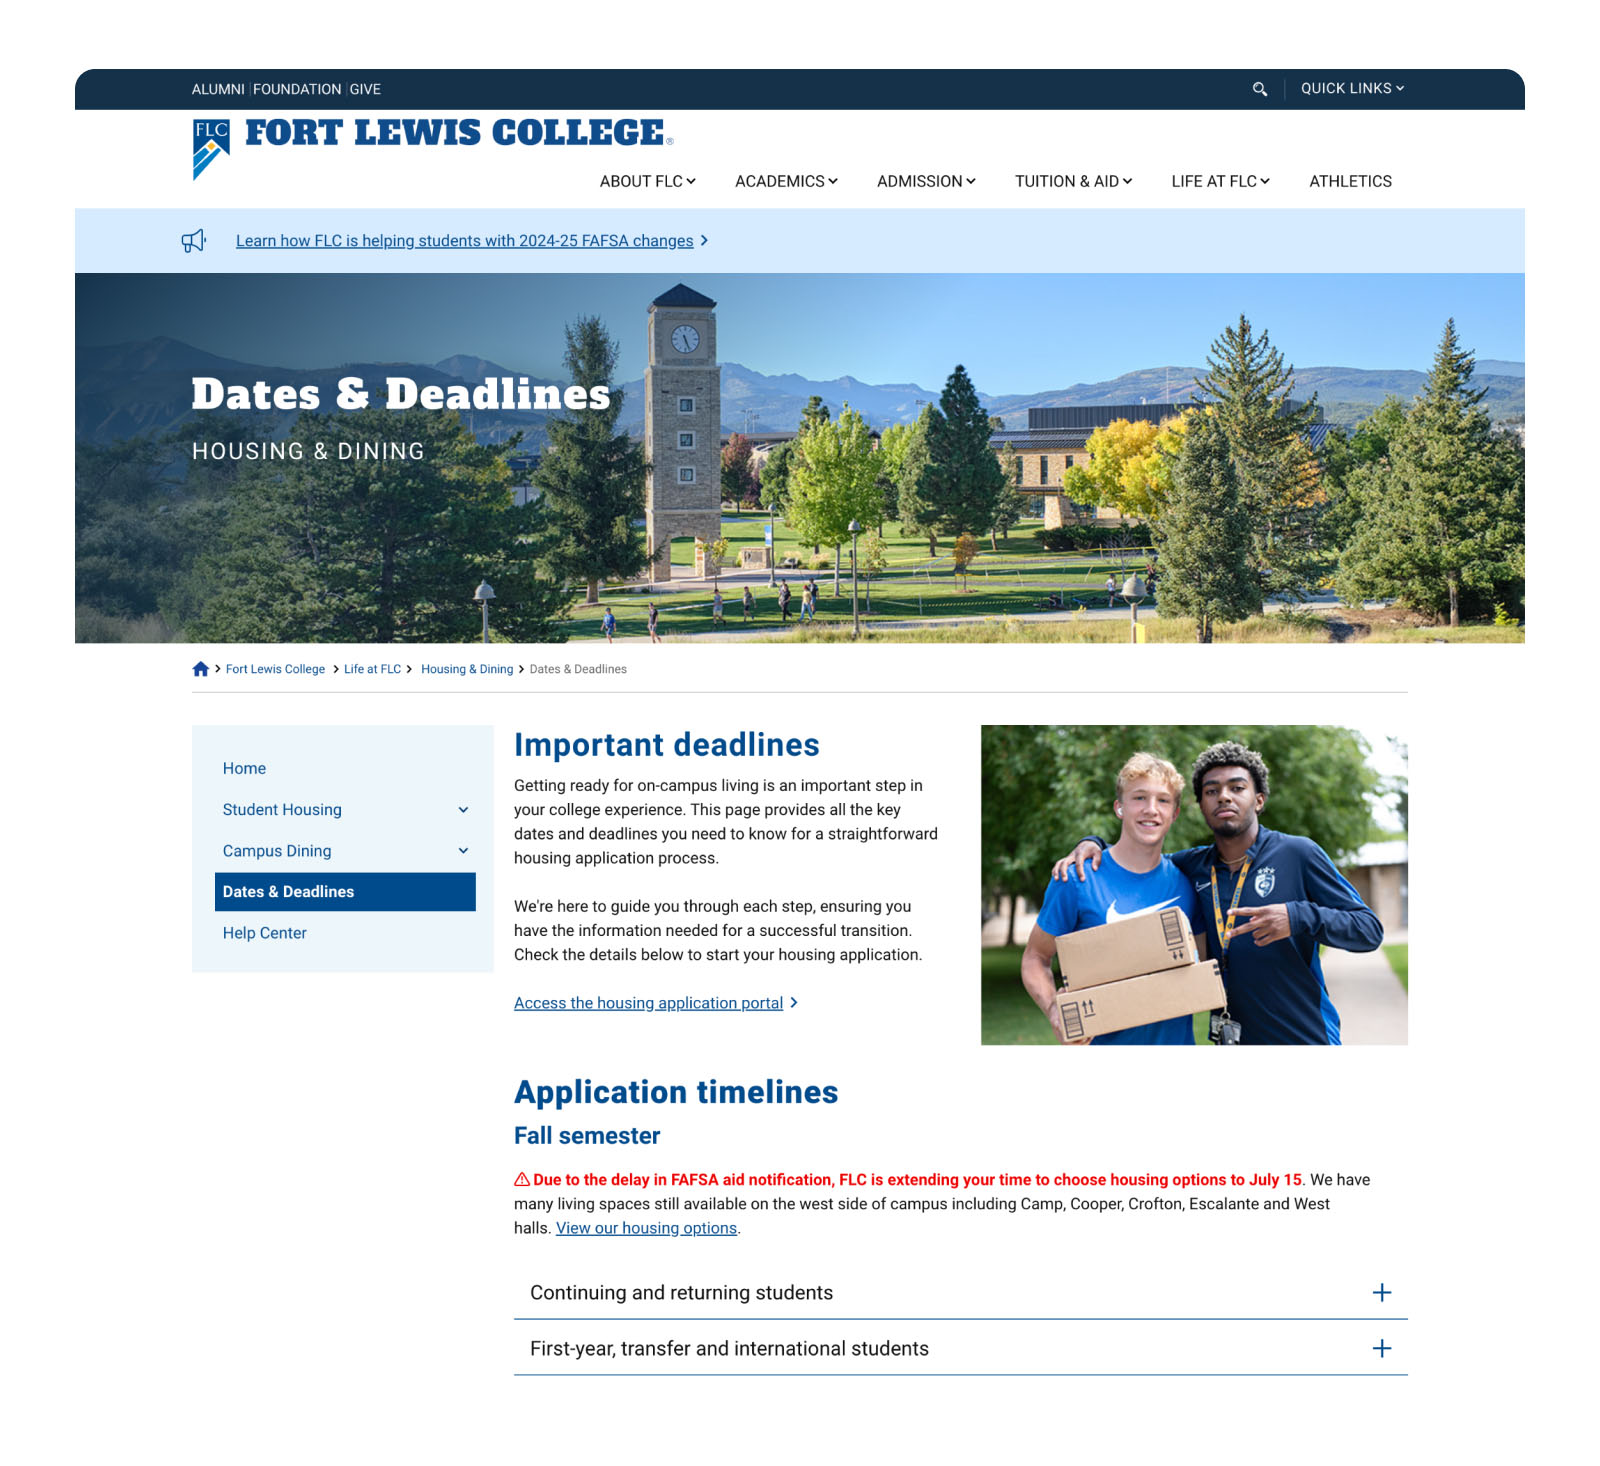 ALUMNI | FOUNDATION | GIVE
QUICK LINKS
FLC
FORT LEWIS COLLEGE®
ABOUT FLC
ACADEMICS
ADMISSION
TUITION & AID
LIFE AT FLC
ATHLETICS
Learn how FLC is helping students with 2024-25 FAFSA changes
Dates & Deadlines
HOUSING & DINING
Fort Lewis College > Life at FLC > Housing & Dining > Dates & Deadlines
Home
Student Housing
Campus Dining
Dates & Deadlines
Help Center
Important deadlines
Getting ready for on-campus living is an important step in
your college experience. This page provides all the key
dates and deadlines you need to know for a straightforward
housing application process.
We're here to guide you through each step, ensuring you
have the information needed for a successful transition.
Check the details below to start your housing application.
Access the housing application portal
Application timelines
Fall semester
Due to the delay in FAFSA aid notification, FLC is extending your time to choose housing options to July 15. We have
many living spaces still available on the west side of campus including Camp, Cooper, Crofton, Escalante and West
halls. View our housing options.
Continuing and returning students
First-year, transfer and international students